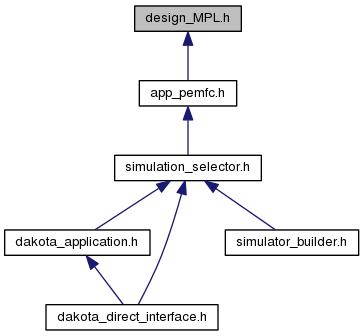 design_MPL.h
app_pemfc.h
simulation_selector.h
dakota_application.h
simulator_builder.h
dakota_direct_interface.h